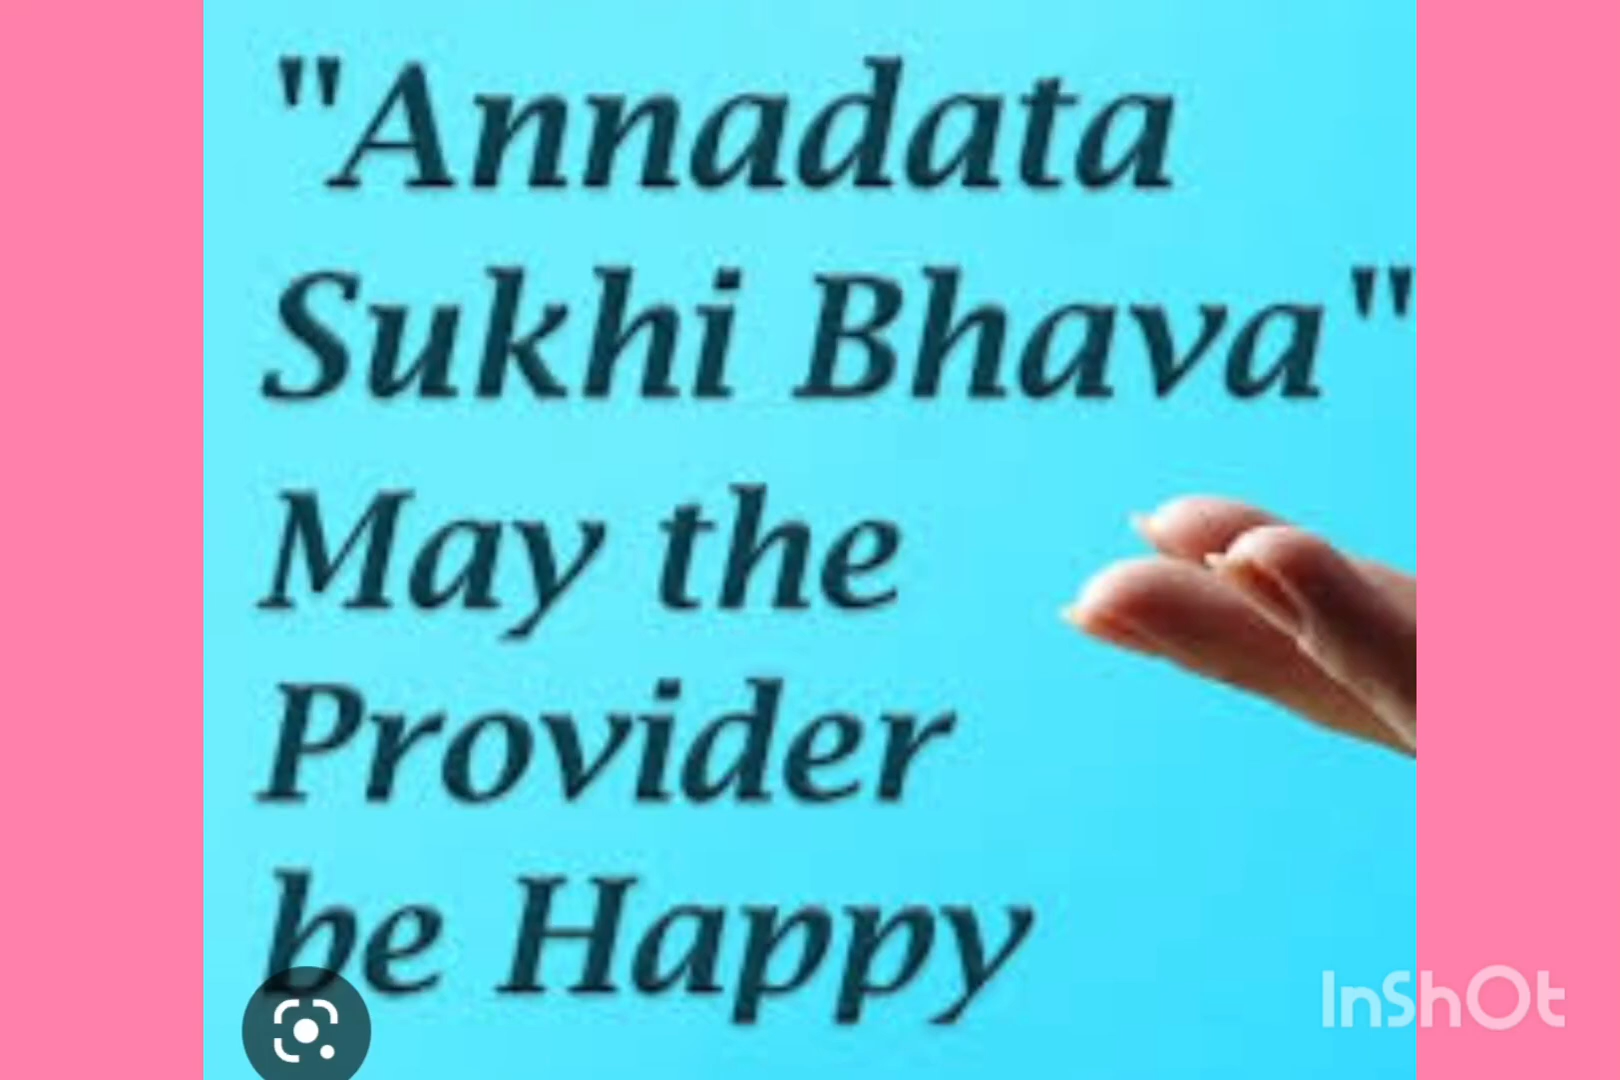 "Annadata
Sukhi Bhava"
May the
Provider
be Happy
InShOt